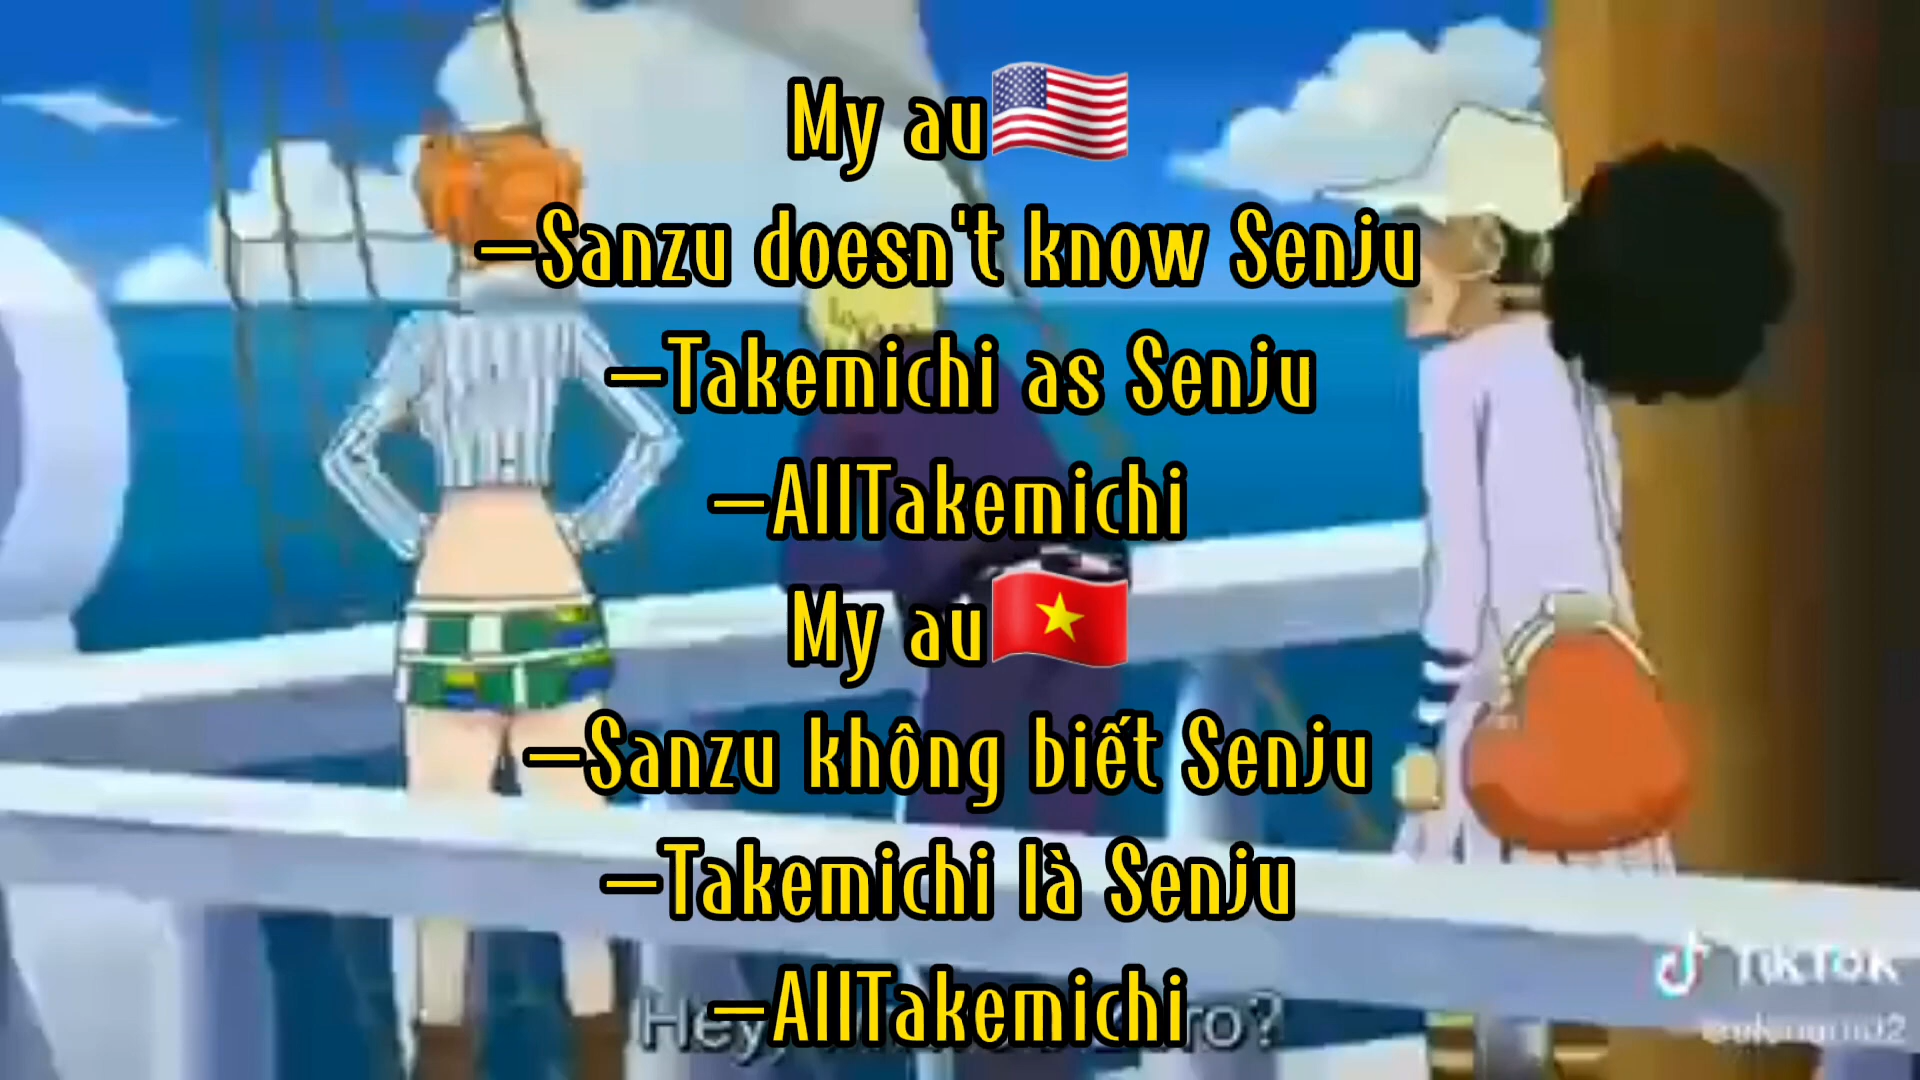 My au🇺🇸
–Sanzu doesn't know Senju
–Takemichi as Senju
–AllTakemichi
My au🇻🇳
–Sanzu không biết Senju
–Takemichi là Senju
–AllTakemichi
Hey,
TikTok